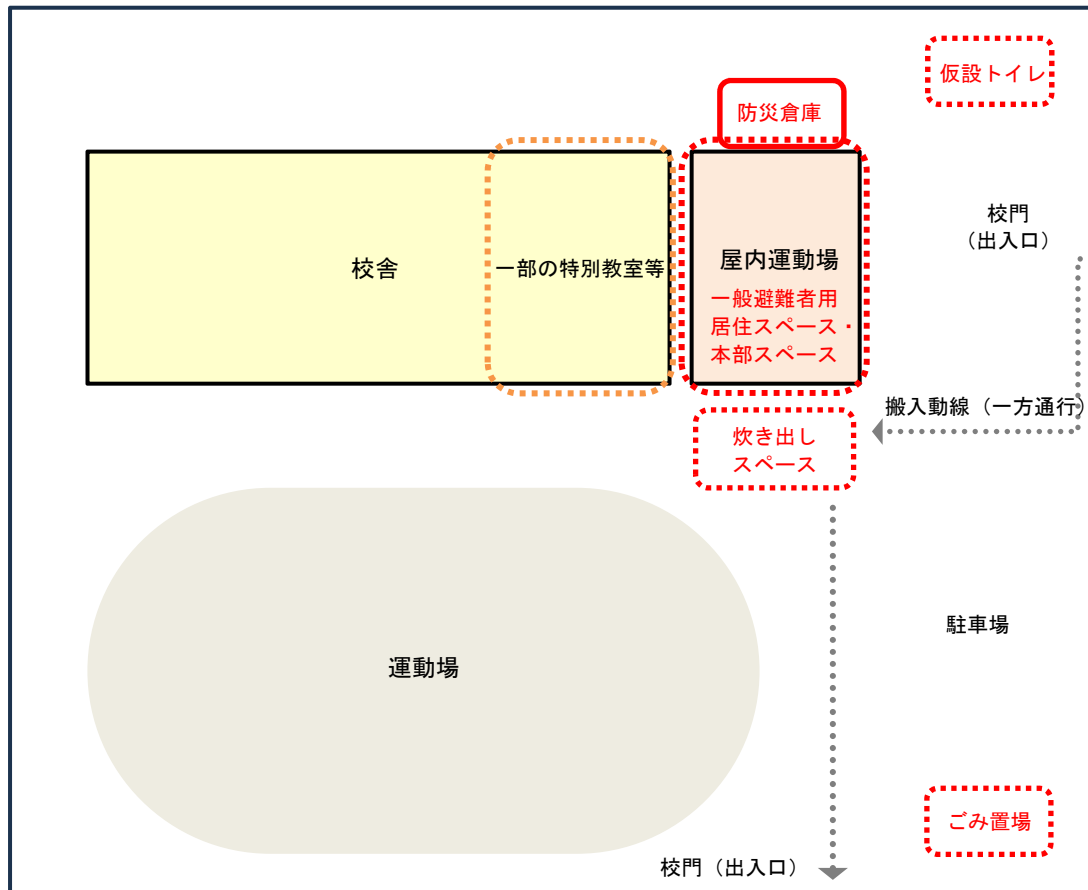 仮設トイレ
防災倉庫
校門
（出入口）
校舎
一部の特別教室等
屋内運動場
一般避難者用
居住スペース・
本部スペース
搬入動線（一方通行）
炊き出し
スペース
駐車場
運動場
ごみ置場
校門（出入口）